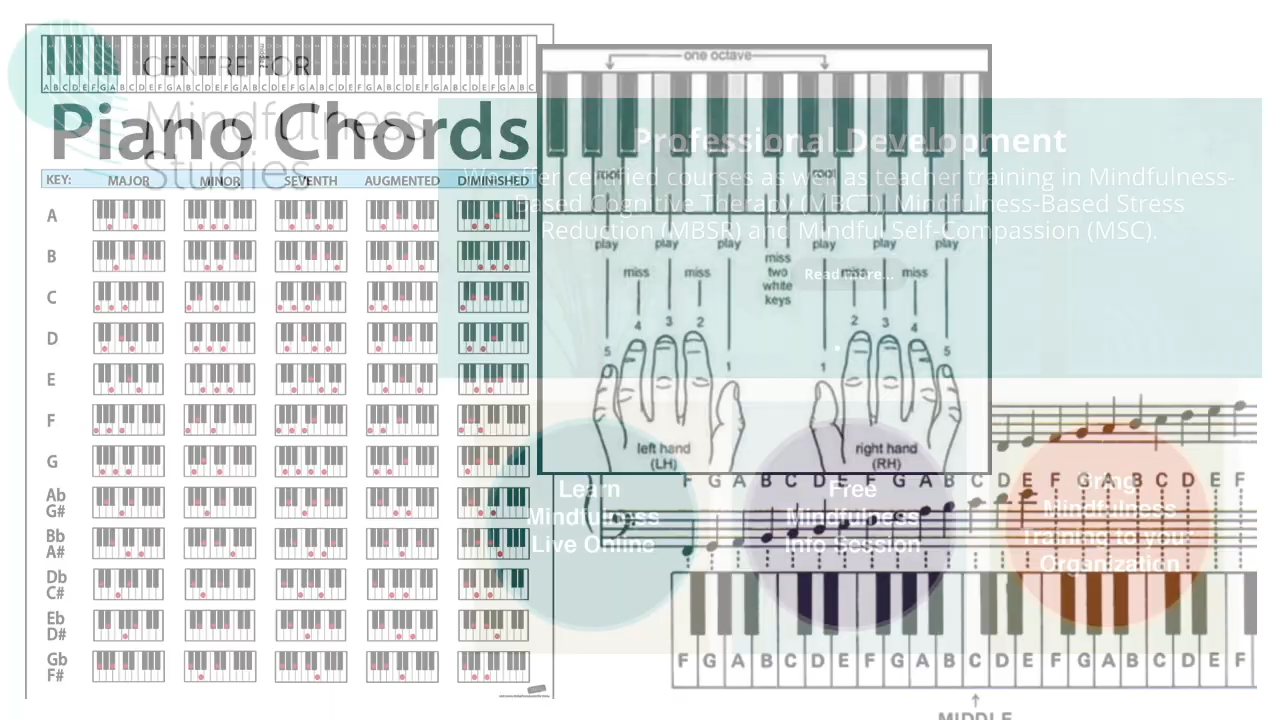 CENTRE FOR
Mindfulness
Studies
A B C D E F G A B C D E F G A B C D E F G A B C D E F G A B C D E F G A B C D E F G A B C D E F G A B C
Piano Chords
KEY: MAJOR MINOR SEVENTH AUGMENTED DIMINISHED
A
B
C
D
E
F
G
Ab
G#
Bb
A#
Db
C#
Eb
D#
Gb
F#
one octave
root root
play play play play play play
miss miss miss miss
miss
two
white
keys
5 4 3 2 1 1 2 3 4 5
left hand
(LH)
right hand
(RH)
Professional Development
We offer certified courses as well as teacher training in Mindfulness-
Based Cognitive Therapy (MBCT), Mindfulness-Based Stress
Reduction (MBSR) and Mindful Self-Compassion (MSC).
Read more...
Learn
Mindfulness
Live Online
Free
Mindfulness
Info Session
Bring
Mindfulness
Training to your
Organization
F G A B C D E F G A B C D E F G A B C D E F
F G A B C D E F G A B C D E F G A B C D E F
MIDDLE